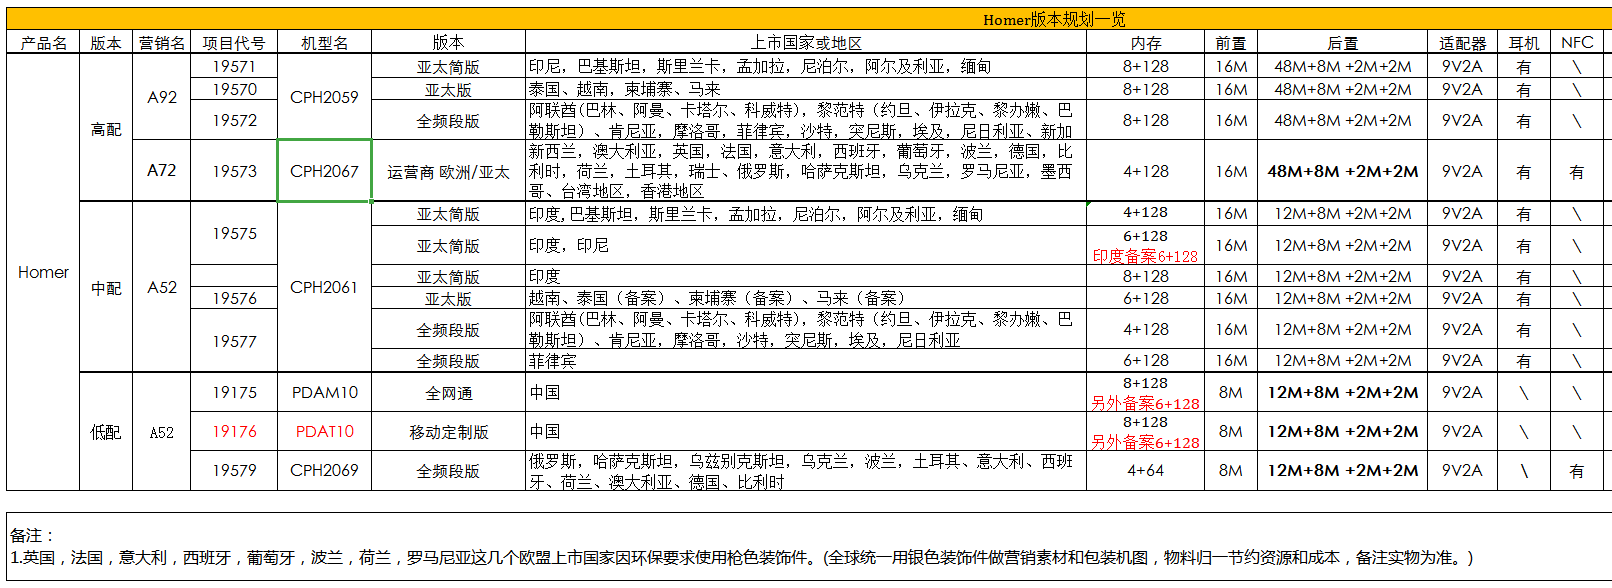 Homer版本规划一览
产品名 版本 营销名 项目代号 机型名 版本 上市国家或地区 内存 前置 后置 适配器 耳机 NFC
Homer
高配
A92
19571 CPH2059 亚太简版 印尼，巴基斯坦，斯里兰卡，孟加拉，尼泊尔，阿尔及利亚，缅甸 8+128 16M 48M+8M +2M+2M 9V2A 有 \
19570 亚太版 泰国、越南，柬埔寨、马来 8+128 16M 48M+8M +2M+2M 9V2A 有 \
19572 全频段版 阿联酋(巴林、阿曼、卡塔尔、科威特)，黎范特（约旦、伊拉克、黎办嫩、巴
勒斯坦）、肯尼亚，摩洛哥，菲律宾，沙特，突尼斯，埃及，尼日利亚、新加
8+128 16M 48M+8M +2M+2M 9V2A 有 \
A72 19573 CPH2067 运营商 欧洲/亚太 新西兰，澳大利亚，英国，法国，意大利，西班牙，葡萄牙，波兰，德国，比
利时，荷兰，土耳其，瑞士、俄罗斯，哈萨克斯坦，乌克兰，罗马尼亚，墨西
哥、台湾地区，香港地区
4+128 16M 48M+8M +2M+2M 9V2A 有 有
中配
A52
19575 CPH2061 亚太简版 印度,巴基斯坦，斯里兰卡，孟加拉，尼泊尔，阿尔及利亚，缅甸 4+128 16M 12M+8M +2M+2M 9V2A 有 \
亚太简版 印度，印尼 6+128 16M 12M+8M +2M+2M 9V2A 有 \
印度备案6+128
亚太简版 印度 8+128 16M 12M+8M +2M+2M 9V2A 有 \
19576 亚太版 越南、泰国（备案）、柬埔寨（备案）、马来（备案） 6+128 16M 12M+8M +2M+2M 9V2A 有 \
19577 全频段版 阿联酋(巴林、阿曼、卡塔尔、科威特)，黎范特（约旦、伊拉克、黎办嫩、巴
勒斯坦）、肯尼亚，摩洛哥，沙特，突尼斯，埃及，尼日利亚
4+128 16M 12M+8M +2M+2M 9V2A 有 \
全频段版 菲律宾 6+128 16M 12M+8M +2M+2M 9V2A 有 \
低配
A52
19175 PDAM10 全网通 中国 8+128 8M 12M+8M +2M+2M 9V2A \ \
另外备案6+128
19176 PDAT10 移动定制版 中国 8+128 8M 12M+8M +2M+2M 9V2A \ \
另外备案6+128
19579 CPH2069 全频段版 俄罗斯，哈萨克斯坦，乌兹别克斯坦，乌克兰，波兰，土耳其、意大利、西班
牙、荷兰、澳大利亚、德国、比利时
4+64 8M 12M+8M +2M+2M 9V2A \ 有
备注：
1.英国，法国，意大利，西班牙，葡萄牙，波兰，荷兰，罗马尼亚这几个欧盟上市国家因环保要求使用枪色装饰件。(全球统一用银色装饰件做营销素材和包装机图，物料归一节约资源和成本，备注实物为准。)